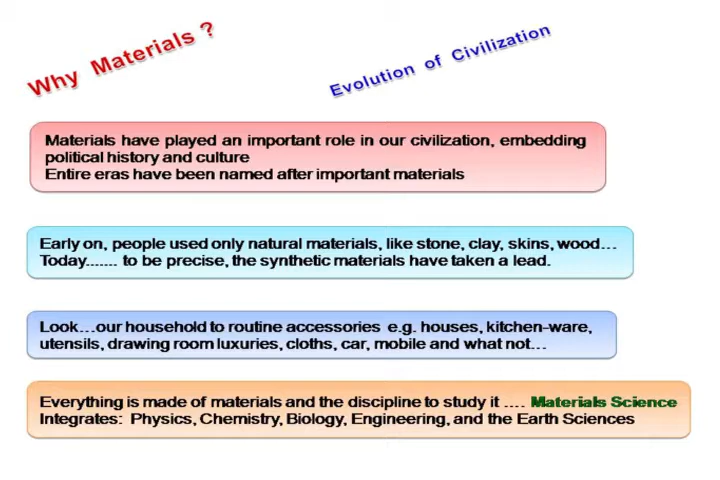 Why Materials ?
Evolution of Civilization
Materials have played an important role in our civilization, embedding
political history and culture
Entire eras have been named after important materials
Early on, people used only natural materials, like stone, clay, skins, wood…
Today....... to be precise, the synthetic materials have taken a lead.
Look…our household to routine accessories e.g. houses, kitchen-ware,
utensils, drawing room luxuries, cloths, car, mobile and what not…
Everything is made of materials and the discipline to study it …. Materials Science
Integrates: Physics, Chemistry, Biology, Engineering, and the Earth Sciences